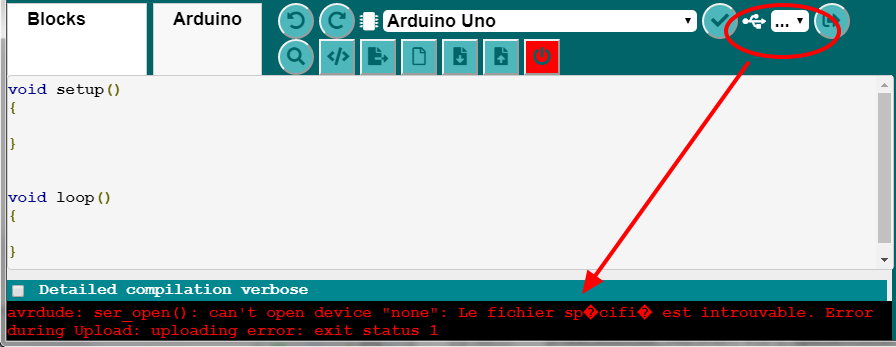 Blocks
Arduino
Arduino Uno
...
</>
void setup()
{
}
void loop()
{
}
Detailed compilation verbose
avrdude: ser_open(): can't open device "none": Le fichier sp�cifi� est introuvable. Error
during Upload: uploading error: exit status 1